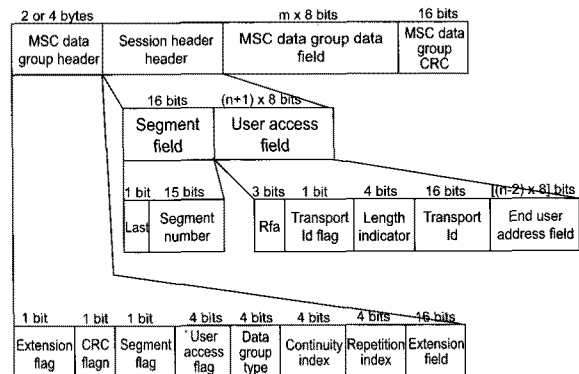 2 or 4 bytes
m x 8 bits
16 bits
MSC data group header
Session header header
MSC data group data field
MSC data group CRC
16 bits
(n+1) x 8 bits
Segment field
User access field
1 bit
15 bits
3 bits
1 bit
4 bits
16 bits
[(n-2) x 8] bits
Last
Segment number
Rfa
Transport Id flag
Length indicator
Transport Id
End user address field
1 bit
1 bit
1 bit
4 bits
4 bits
4 bits
4 bits
16 bits
Extension flag
CRC flagn
Segment flag
User access flag
Data group type
Continuity index
Repetition index
Extension field